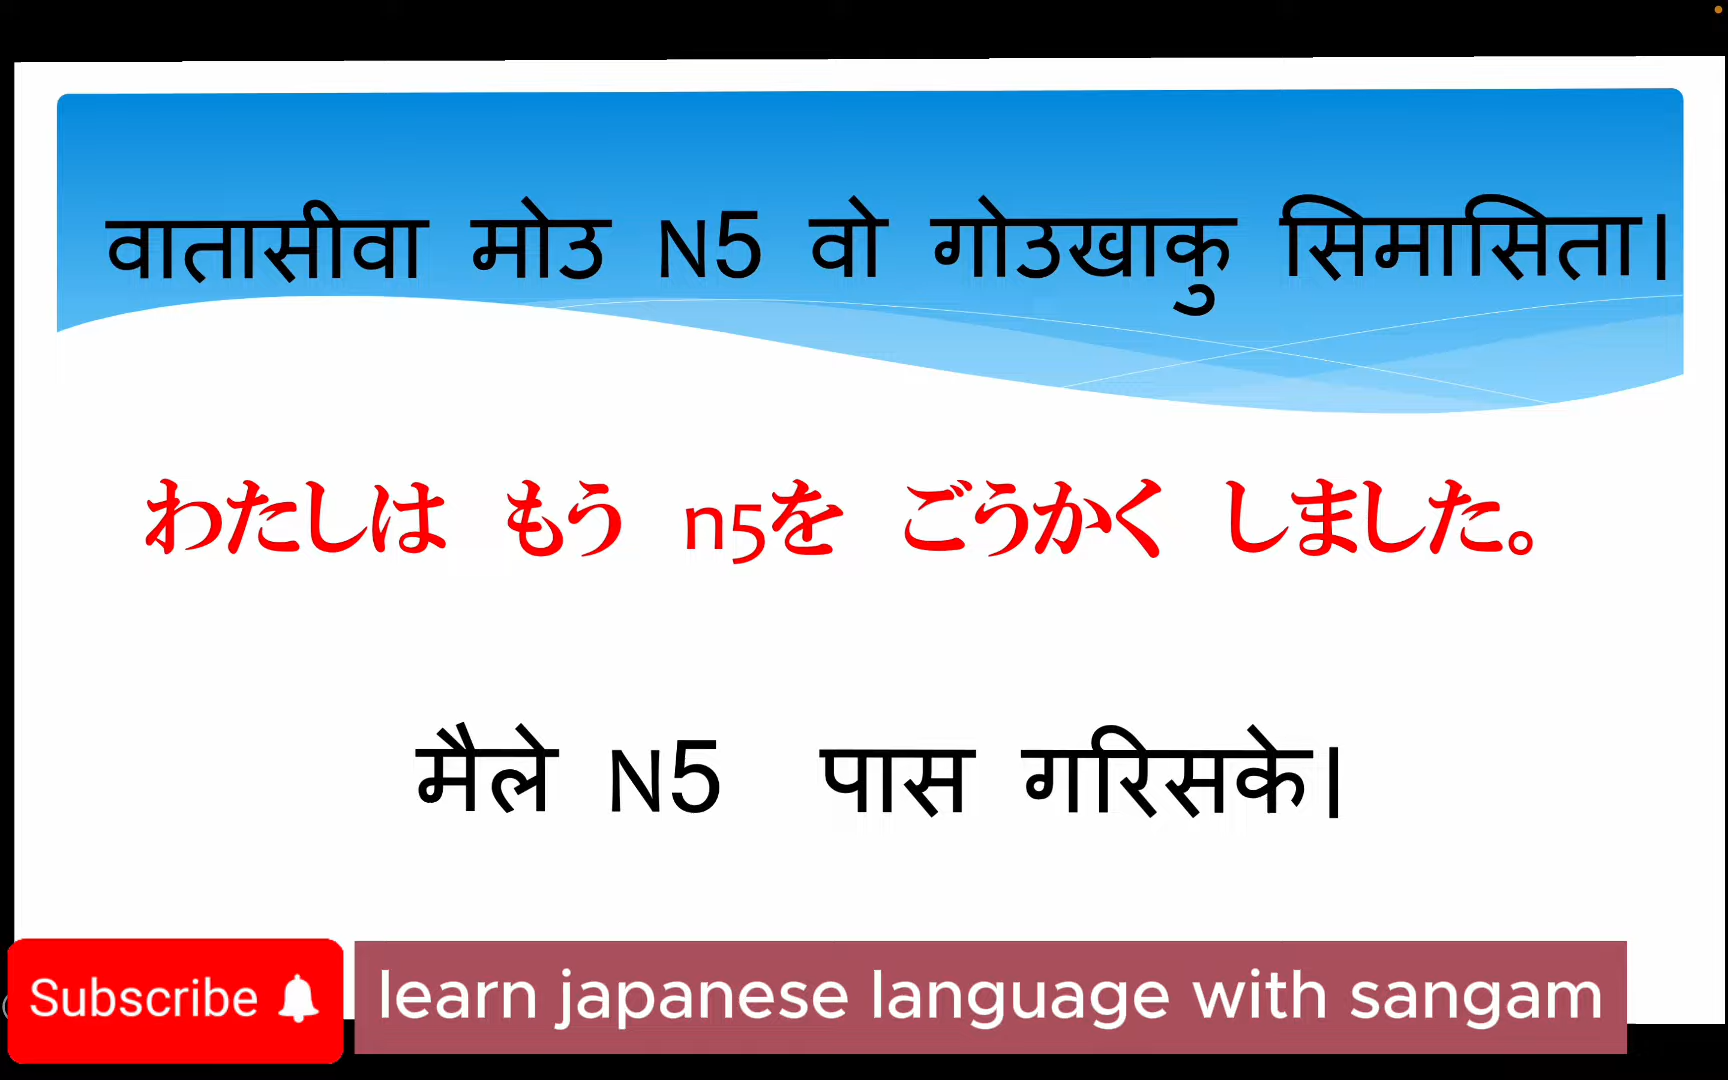 वातासीवा मोउ N5 वो गोउखाकु सिमासिता।
わたしは もう n5を ごうかく しました。
मैले N5 पास गरिसके।
Subscribe
learn japanese language with sangam